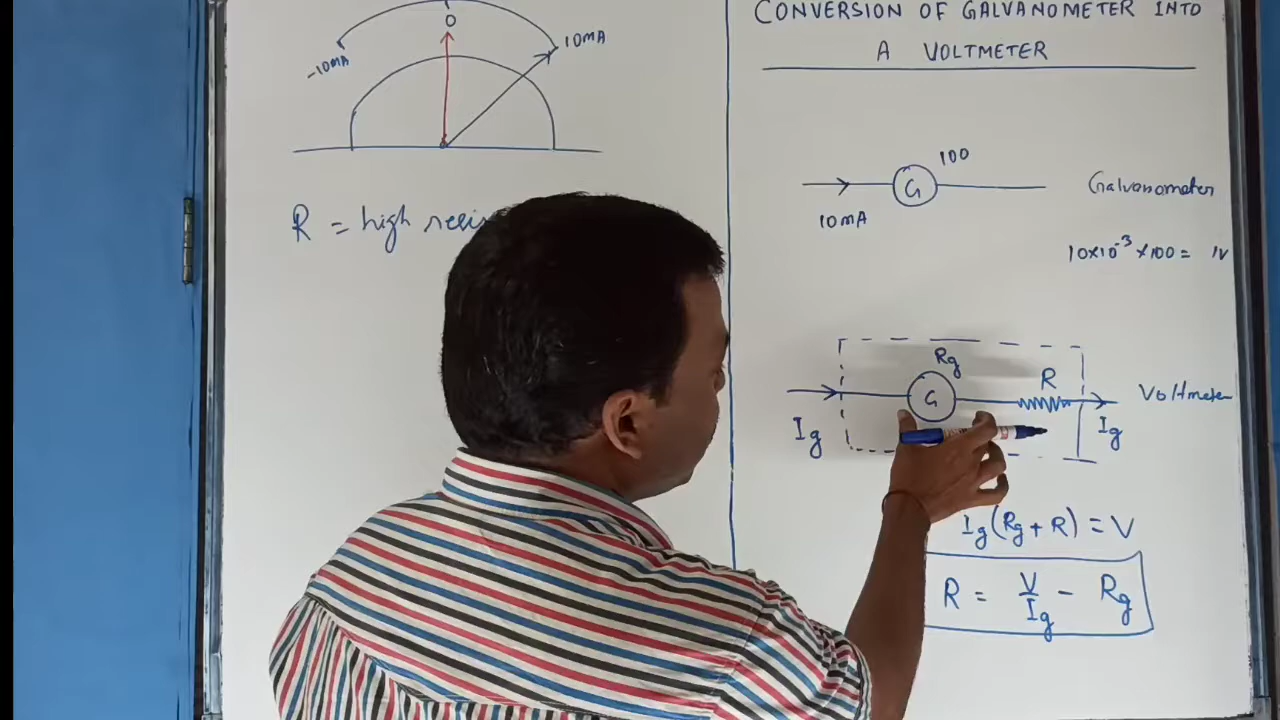 0
-10mA
10mA
R = high
CONVERSION OF GALVANOMETER INTO
A VOLTMETER
100
G
Galvanometer
10mA
10×10⁻³×100 = 1V
Rg
R
G
Voltmeter
Ig
Ig
Ig(Rg + R) = V
R = V/Ig - Rg